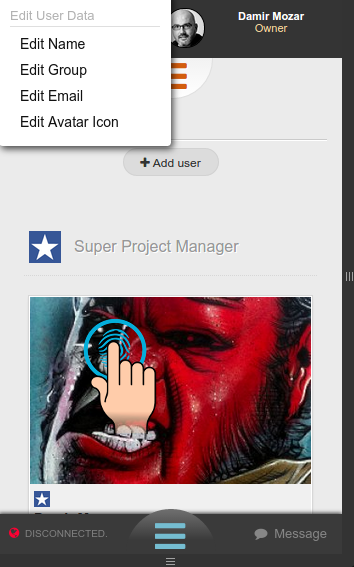 Edit User Data
Edit Name
Edit Group
Edit Email
Edit Avatar Icon
Damir Mozar
Owner
Add user
Super Project Manager
DISCONNECTED.
Message